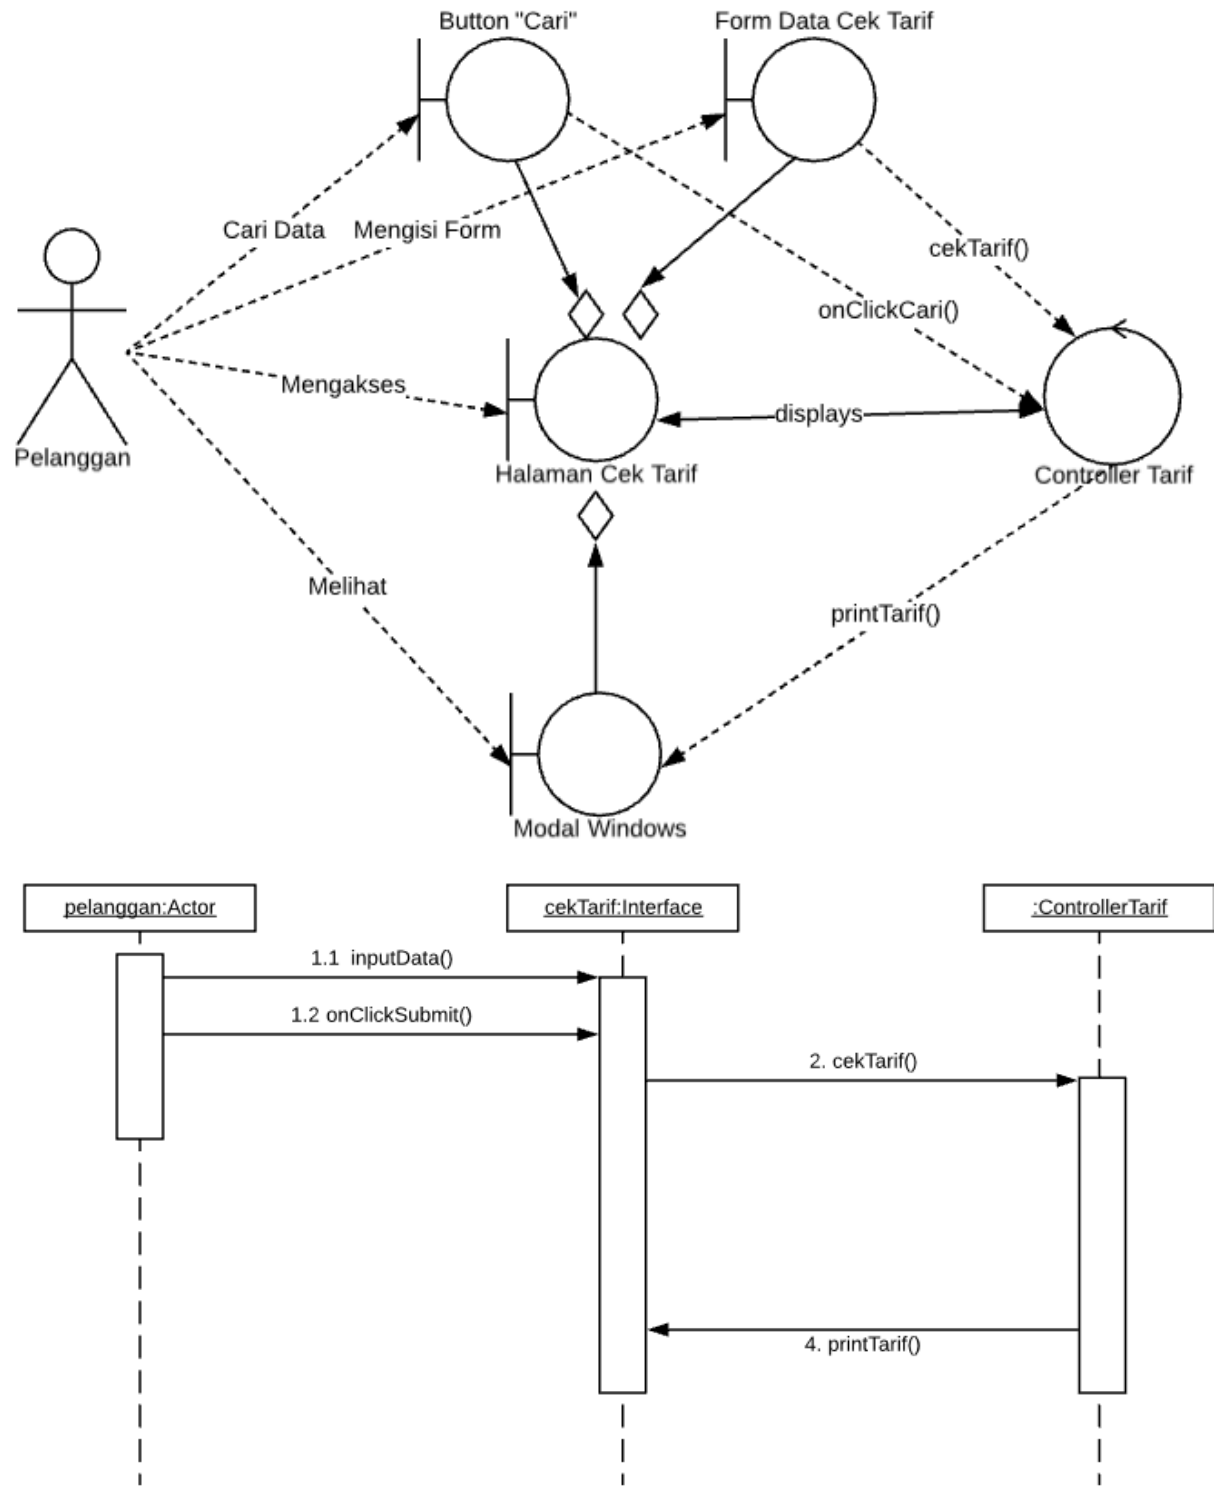 Button "Cari"
Form Data Cek Tarif
Cari Data
Mengisi Form
cekTarif()
onClickCari()
Mengakses
displays
Pelanggan
Halaman Cek Tarif
Controller Tarif
Melihat
printTarif()
Modal Windows
pelanggan:Actor
cekTarif:Interface
:ControllerTarif
1.1 inputData()
1.2 onClickSubmit()
2. cekTarif()
4. printTarif()